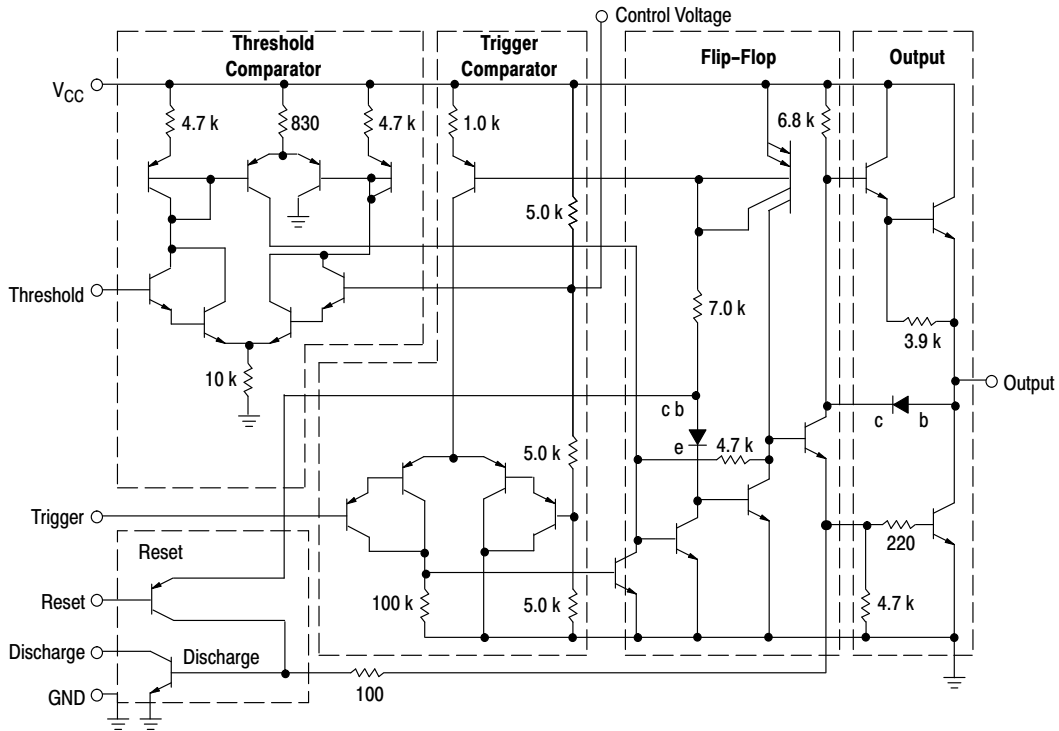 Control Voltage
Threshold
Comparator
Trigger
Comparator
Flip–Flop
Output
VCC
4.7 k
830
4.7 k
1.0 k
6.8 k
5.0 k
Threshold
7.0 k
3.9 k
10 k
Output
c b
c
b
e
4.7 k
5.0 k
Trigger
220
Reset
Reset
100 k
5.0 k
4.7 k
Discharge
Discharge
100
GND